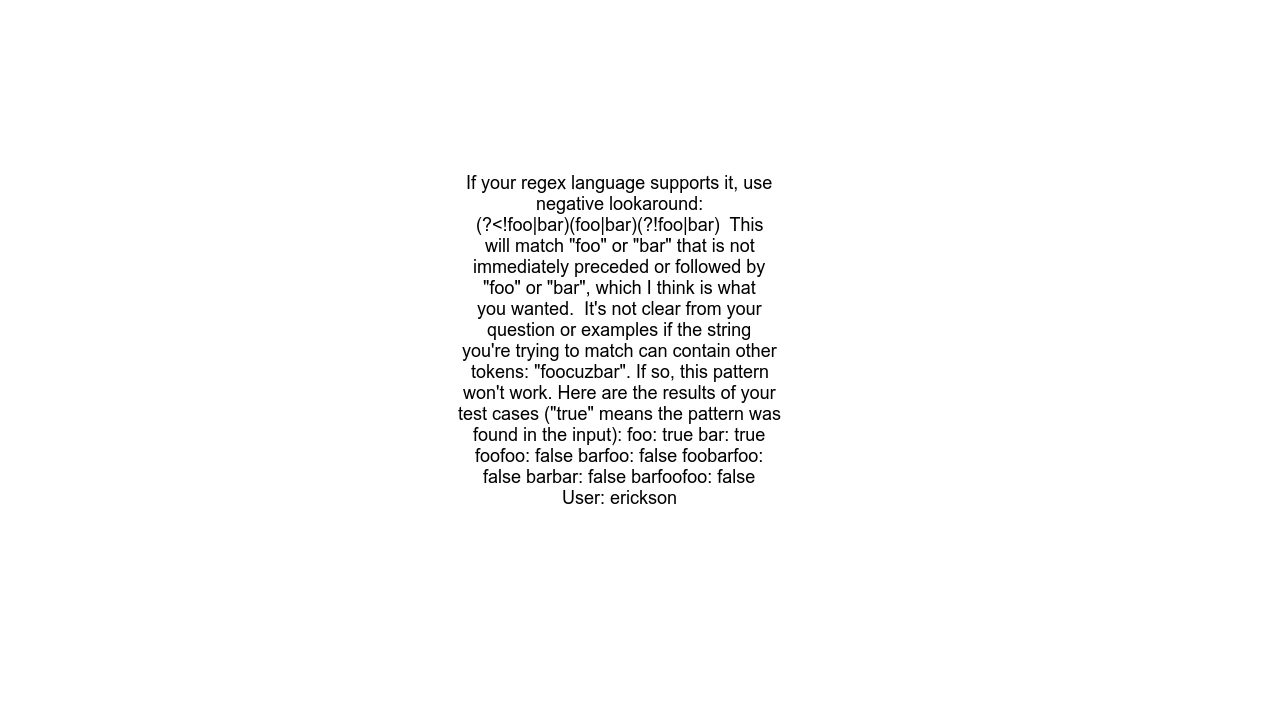 If your regex language supports it, use
negative lookaround:
(?<!foo|bar)(foo|bar)(?!foo|bar)  This
will match "foo" or "bar" that is not
immediately preceded or followed by
"foo" or "bar", which I think is what
you wanted.  It's not clear from your
question or examples if the string
you're trying to match can contain other
tokens: "foocuzbar". If so, this pattern
won't work. Here are the results of your
test cases ("true" means the pattern was
found in the input): foo: true bar: true
foofoo: false barfoo: false foobarfoo:
false barbar: false barfoofoo: false
User: erickson